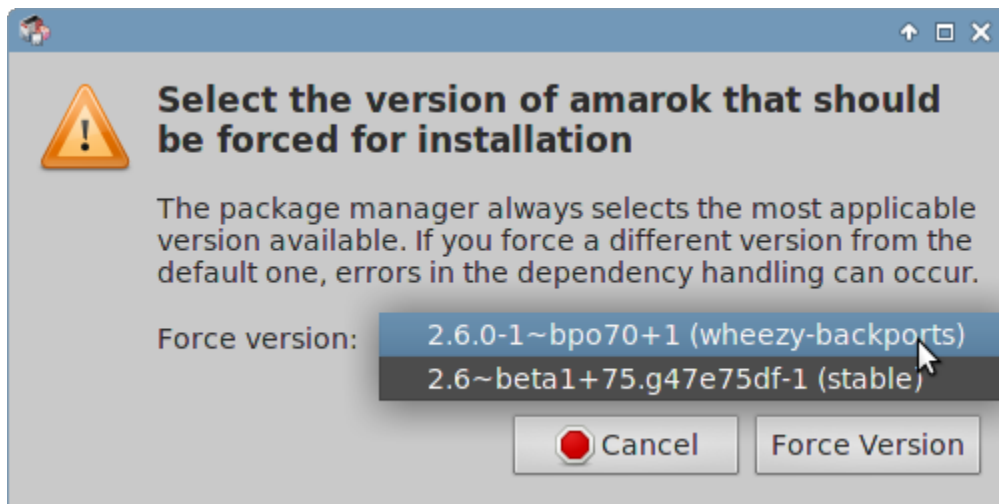 Select the version of amarok that should
be forced for installation
The package manager always selects the most applicable
version available. If you force a different version from the
default one, errors in the dependency handling can occur.
Force version:
2.6.0-1~bpo70+1 (wheezy-backports)
2.6~beta1+75.g47e75df-1 (stable)
Cancel
Force Version